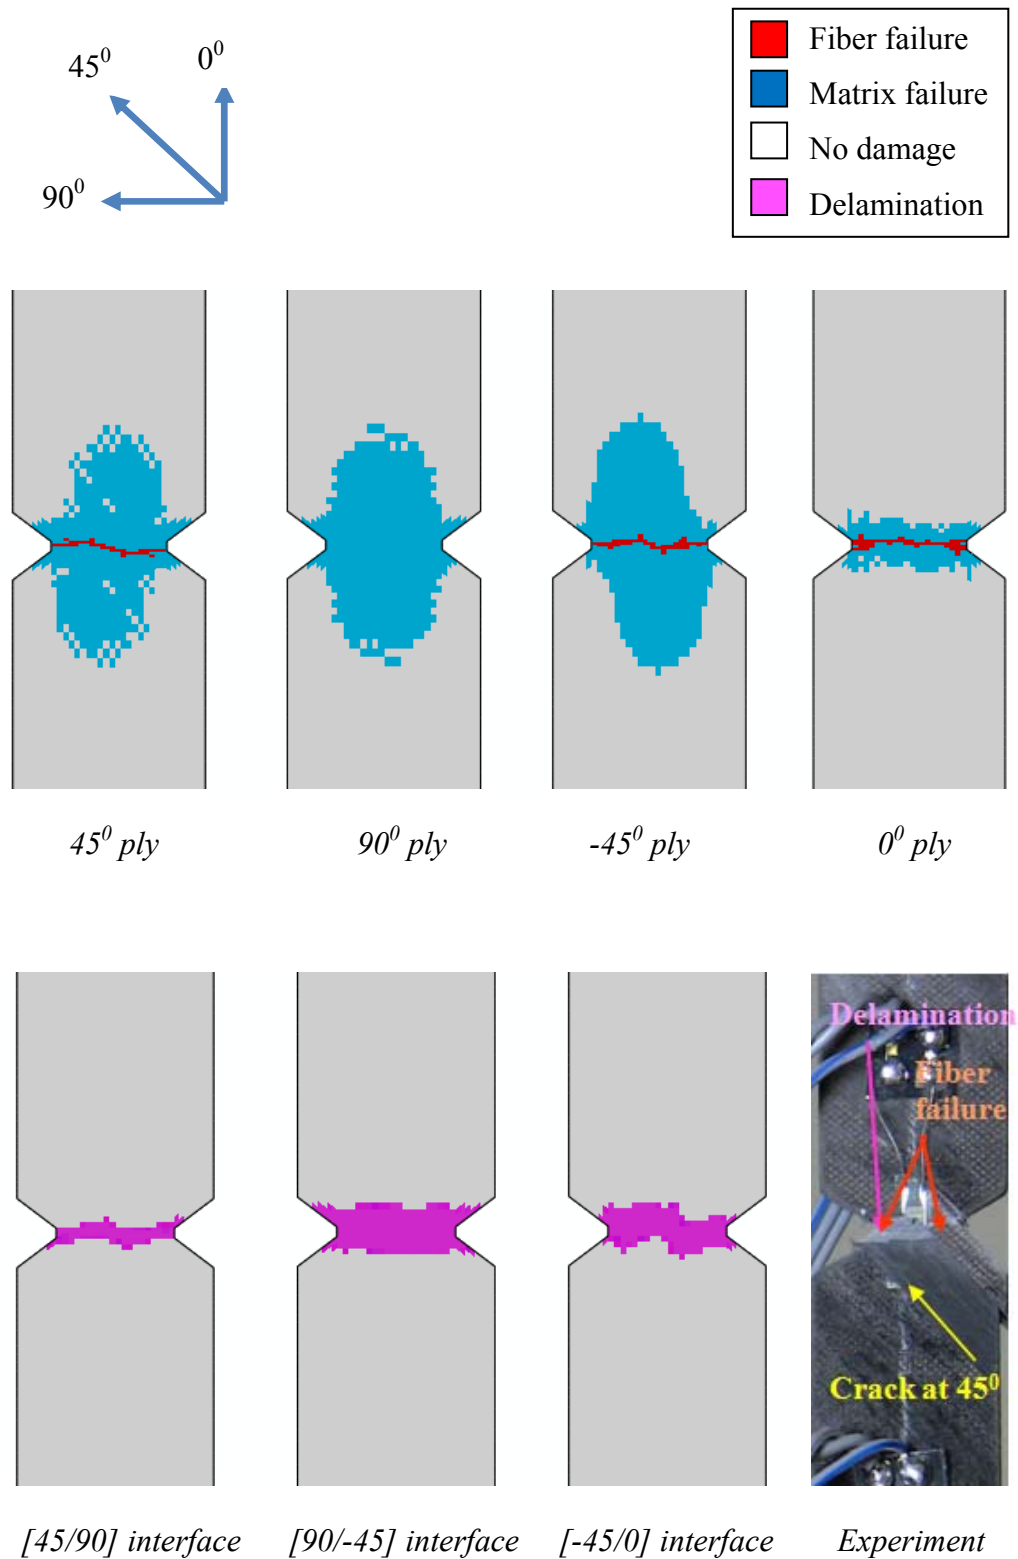 45⁰
0⁰
90⁰
Fiber failure
Matrix failure
No damage
Delamination
45⁰ ply
90⁰ ply
-45⁰ ply
0⁰ ply
Delamination
Fiber
failure
Crack at 45⁰
[45/90] interface
[90/-45] interface
[-45/0] interface
Experiment